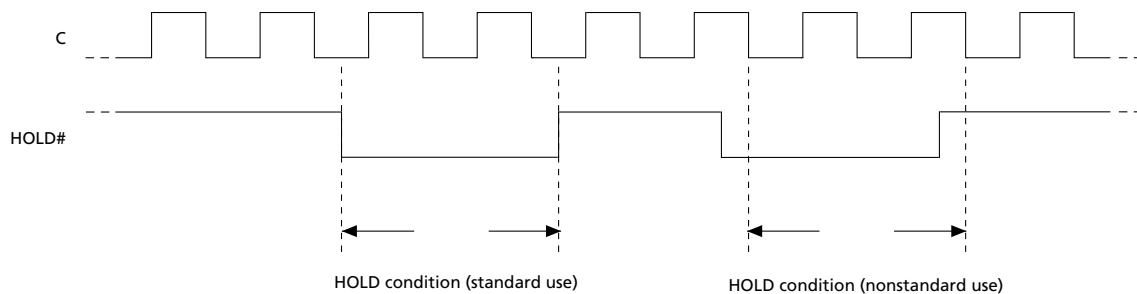 C
HOLD#
HOLD condition (standard use)
HOLD condition (nonstandard use)